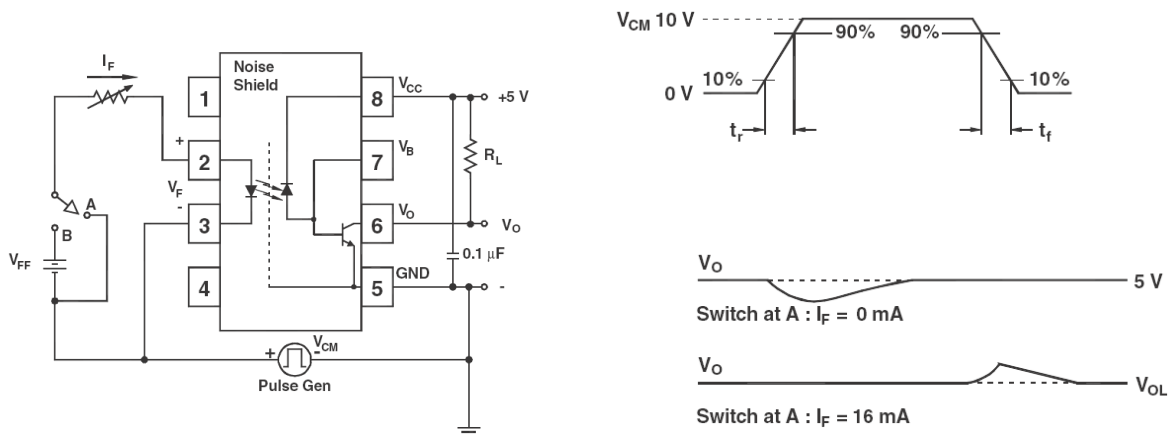 I_F
Noise
Shield
1
2
3
4
8
7
6
5
V_CC
V_B
V_O
GND
+
V_F
-
A
B
V_FF
+5 V
R_L
V_O
0.1 μF
-
+
V_CM
-
Pulse Gen
V_CM 10 V
90%
90%
10%
10%
0 V
t_r
t_f
V_O
5 V
Switch at A : I_F = 0 mA
V_O
V_OL
Switch at A : I_F = 16 mA